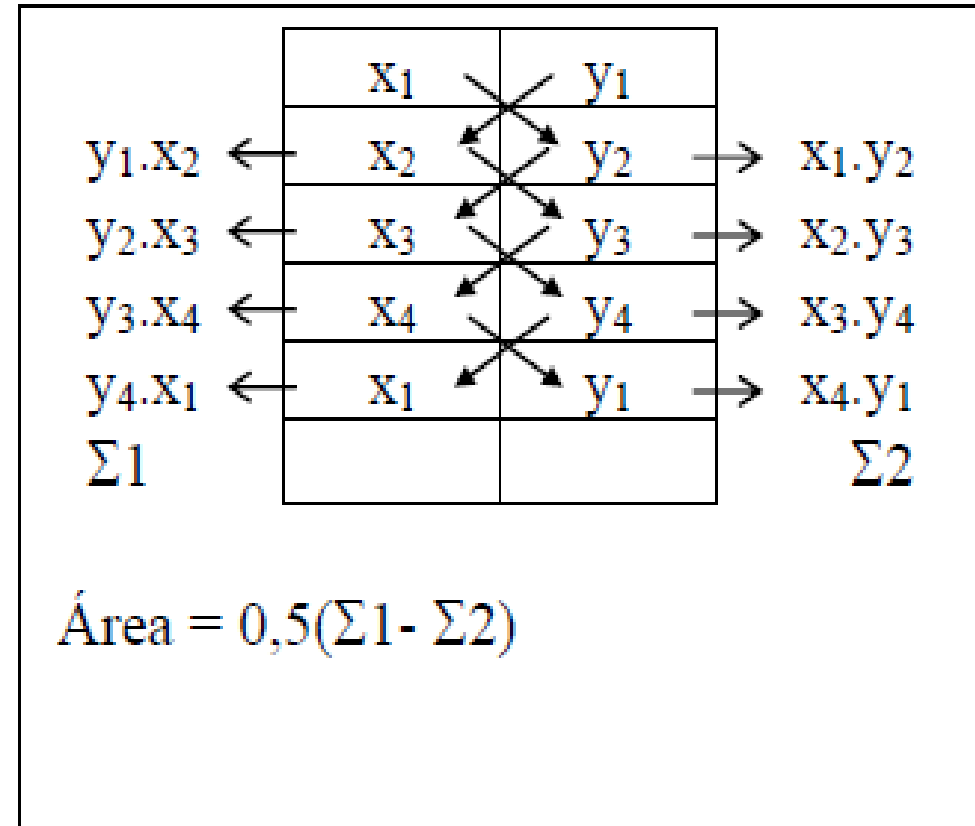 x₁ y₁
y₁.x₂ x₂ y₂ x₁.y₂
y₂.x₃ x₃ y₃ x₂.y₃
y₃.x₄ x₄ y₄ x₃.y₄
y₄.x₁ x₁ y₁ x₄.y₁
Σ1 Σ2
Área = 0,5(Σ1- Σ2)